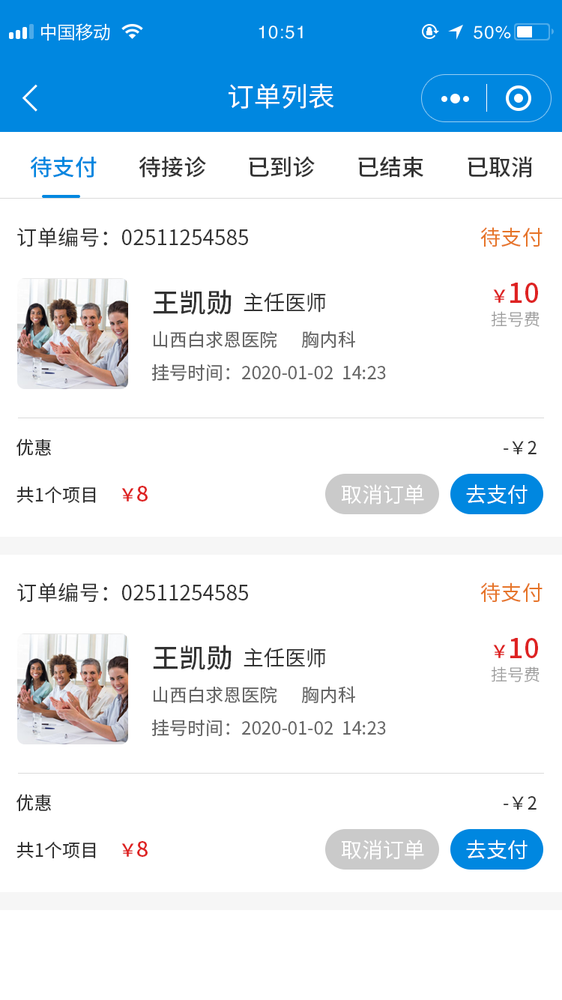 中国移动 10:51 50%
订单列表
待支付 待接诊 已到诊 已结束 已取消
订单编号：02511254585 待支付
王凯勋 主任医师 ¥10
挂号费
山西白求恩医院 胸内科
挂号时间：2020-01-02 14:23
优惠 -¥2
共1个项目 ¥8 取消订单 去支付
订单编号：02511254585 待支付
王凯勋 主任医师 ¥10
挂号费
山西白求恩医院 胸内科
挂号时间：2020-01-02 14:23
优惠 -¥2
共1个项目 ¥8 取消订单 去支付